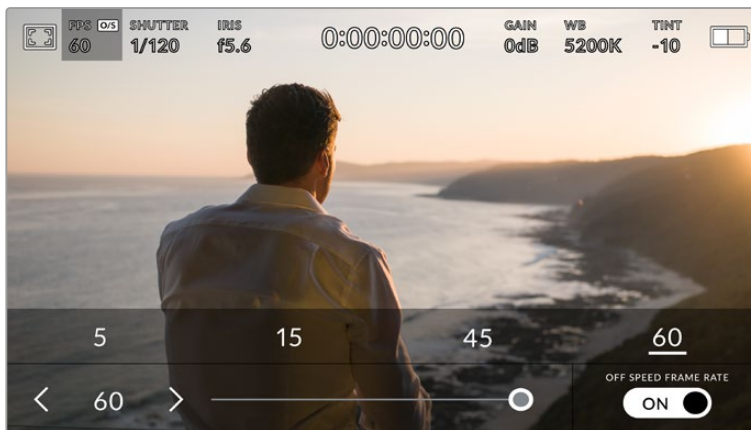 FPS O/S SHUTTER IRIS GAIN WB TINT
60 1/120 f5.6 0:00:00:00 0dB 5200K -10
5 15 45 60
OFF SPEED FRAME RATE
< 60 > ON